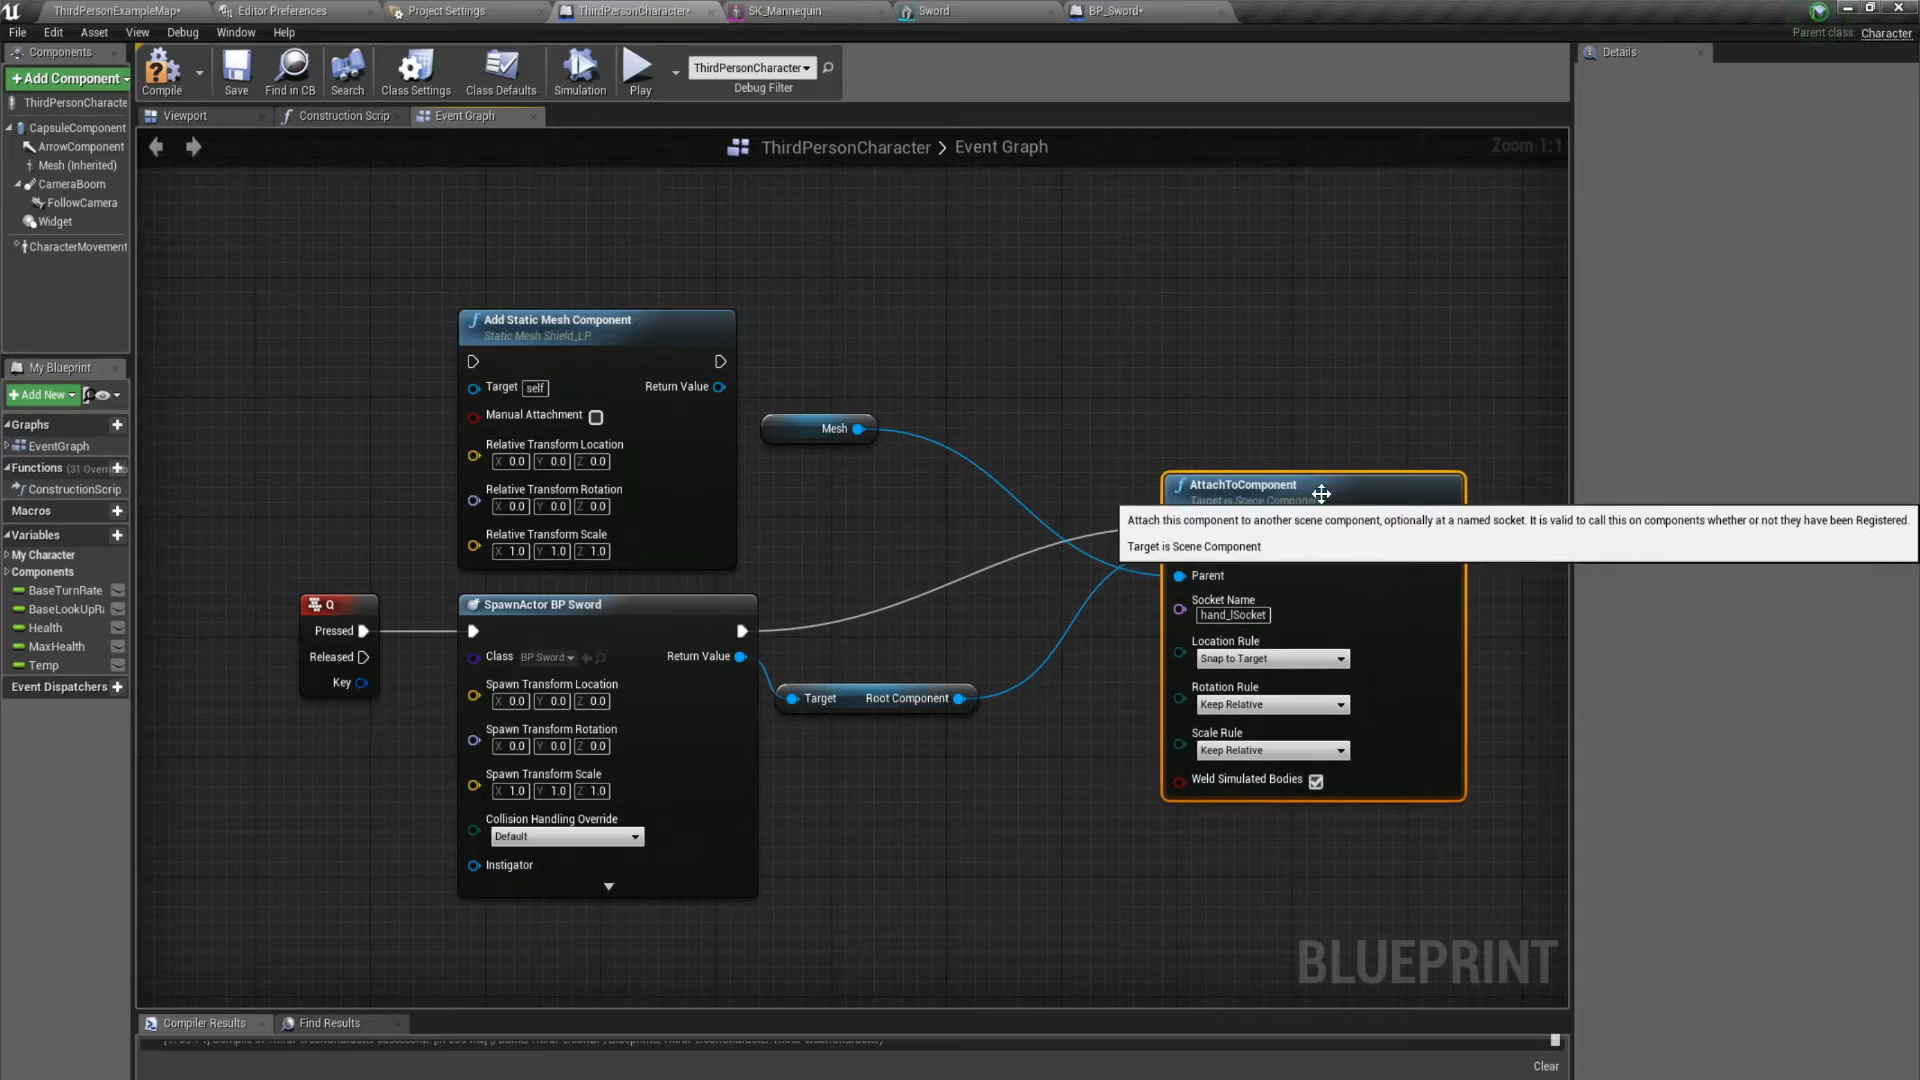 ThirdPersonExampleMap*
Editor Preferences
Project Settings
ThirdPersonCharacter*
SK_Mannequin
Sword
BP_Sword*
File
Edit
Asset
View
Debug
Window
Help
Parent class: Character
Components
+Add Component
ThirdPersonCharacte
CapsuleComponent
ArrowComponent
Mesh (Inherited)
CameraBoom
FollowCamera
Widget
CharacterMovement
Compile
Save
Find in CB
Search
Class Settings
Class Defaults
Simulation
Play
ThirdPersonCharacter
Debug Filter
Details
Viewport
Construction Scrip
Event Graph
ThirdPersonCharacter > Event Graph
Zoom 1:1
Add Static Mesh Component
Static Mesh Shield_LP
Target self
Return Value
Manual Attachment
Relative Transform Location
X 0.0 Y 0.0 Z 0.0
Relative Transform Rotation
X 0.0 Y 0.0 Z 0.0
Relative Transform Scale
X 1.0 Y 1.0 Z 1.0
Mesh
AttachToComponent
Target is Scene Component
Attach this component to another scene component, optionally at a named socket. It is valid to call this on components whether or not they have been Registered.
Target is Scene Component
Parent
Socket Name
hand_lSocket
Location Rule
Snap to Target
Rotation Rule
Keep Relative
Scale Rule
Keep Relative
Weld Simulated Bodies
Q
Pressed
Released
Key
SpawnActor BP Sword
Class BP Sword
Return Value
Spawn Transform Location
X 0.0 Y 0.0 Z 0.0
Spawn Transform Rotation
X 0.0 Y 0.0 Z 0.0
Spawn Transform Scale
X 1.0 Y 1.0 Z 1.0
Collision Handling Override
Default
Instigator
Target
Root Component
My Blueprint
+Add New
Graphs
EventGraph
Functions (31 Overri
ConstructionScrip
Macros
Variables
My Character
Components
BaseTurnRate
BaseLookUpRa
Health
MaxHealth
Temp
Event Dispatchers
BLUEPRINT
Compiler Results
Find Results
Clear